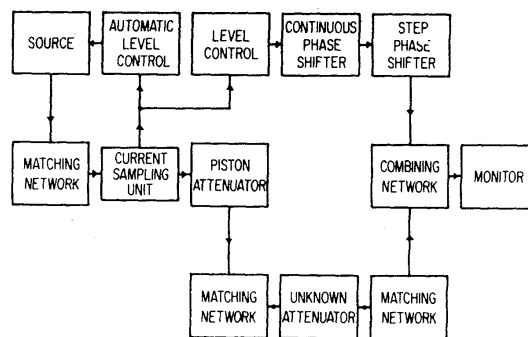 SOURCE
AUTOMATIC
LEVEL
CONTROL
LEVEL
CONTROL
CONTINUOUS
PHASE
SHIFTER
STEP
PHASE
SHIFTER
MATCHING
NETWORK
CURRENT
SAMPLING
UNIT
PISTON
ATTENUATOR
COMBINING
NETWORK
MONITOR
MATCHING
NETWORK
UNKNOWN
ATTENUATOR
MATCHING
NETWORK